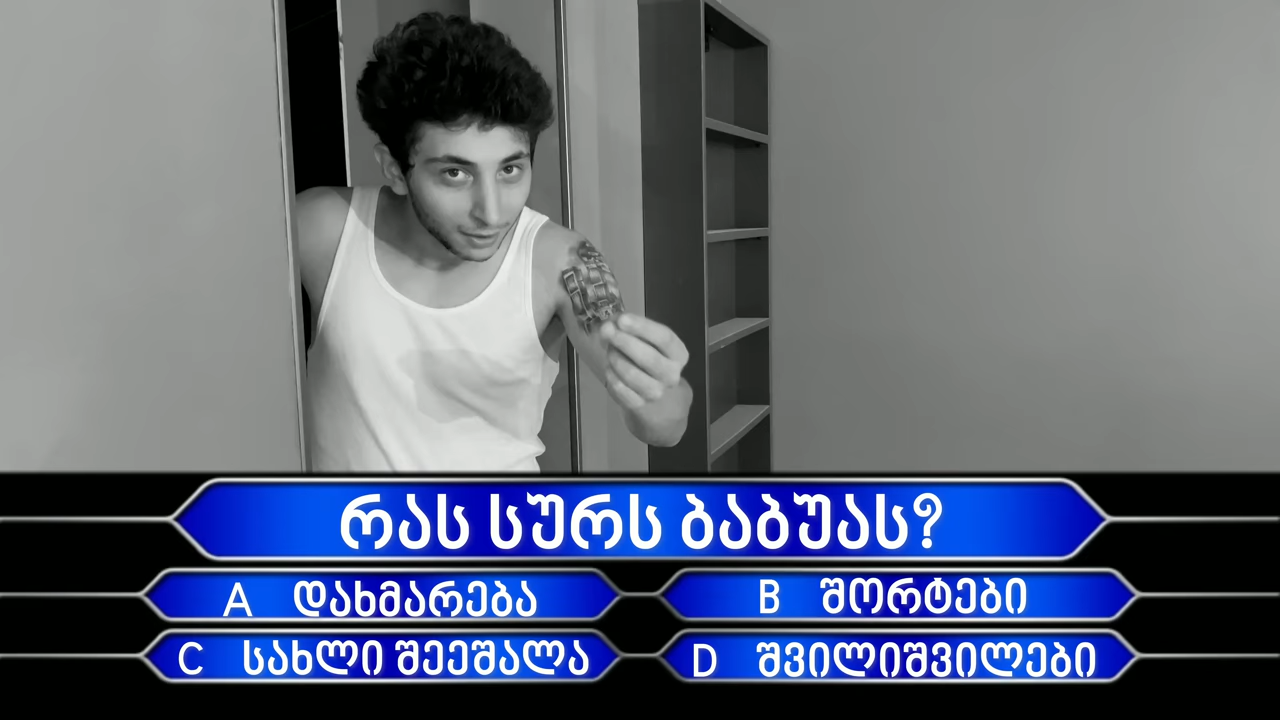 რას სურს ბაბუას?
A დახმარება
B შორტები
C სახლი შეეშალა
D შვილიშვილები